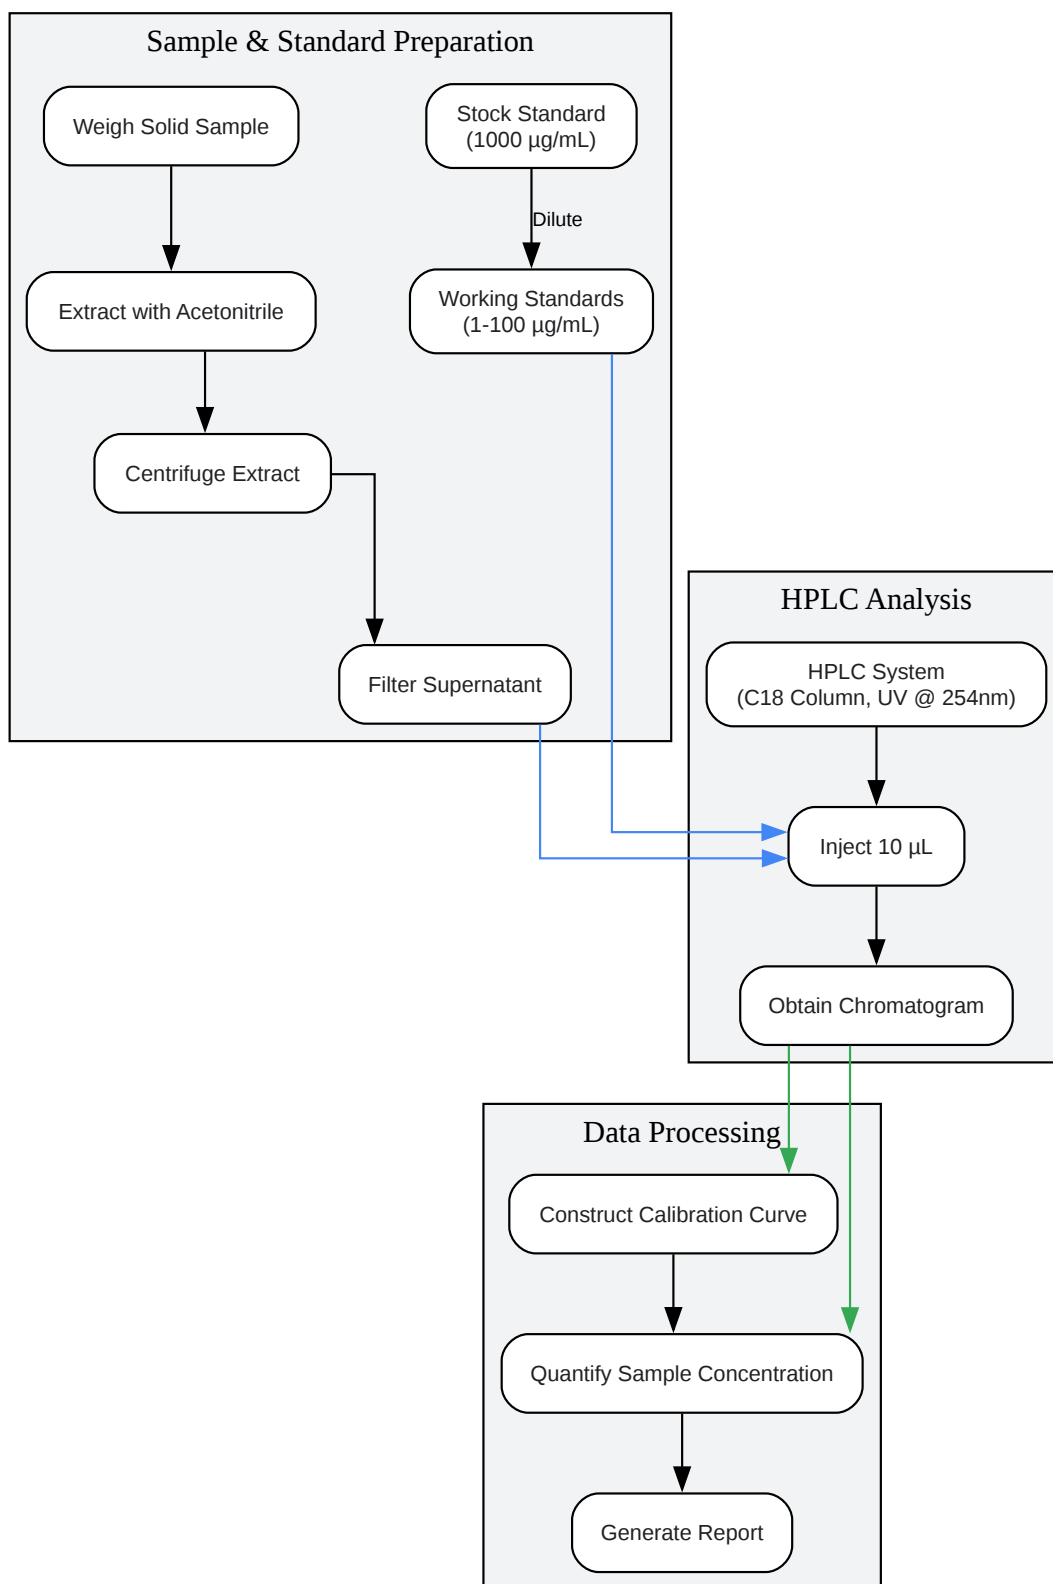 Sample & Standard Preparation
Weigh Solid Sample
Stock Standard
(1000 µg/mL)
Dilute
Extract with Acetonitrile
Working Standards
(1-100 µg/mL)
Centrifuge Extract
Filter Supernatant
HPLC Analysis
HPLC System
(C18 Column, UV @ 254nm)
Inject 10 µL
Obtain Chromatogram
Data Processing
Construct Calibration Curve
Quantify Sample Concentration
Generate Report